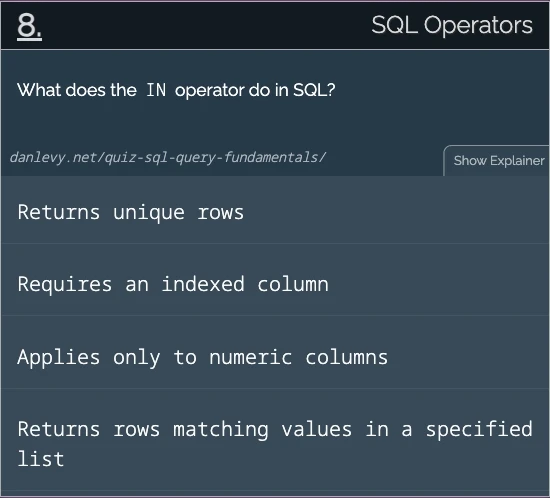 8.
SQL Operators
What does the IN operator do in SQL?
danlevy.net/quiz-sql-query-fundamentals/
Show Explainer
Returns unique rows
Requires an indexed column
Applies only to numeric columns
Returns rows matching values in a specified
list